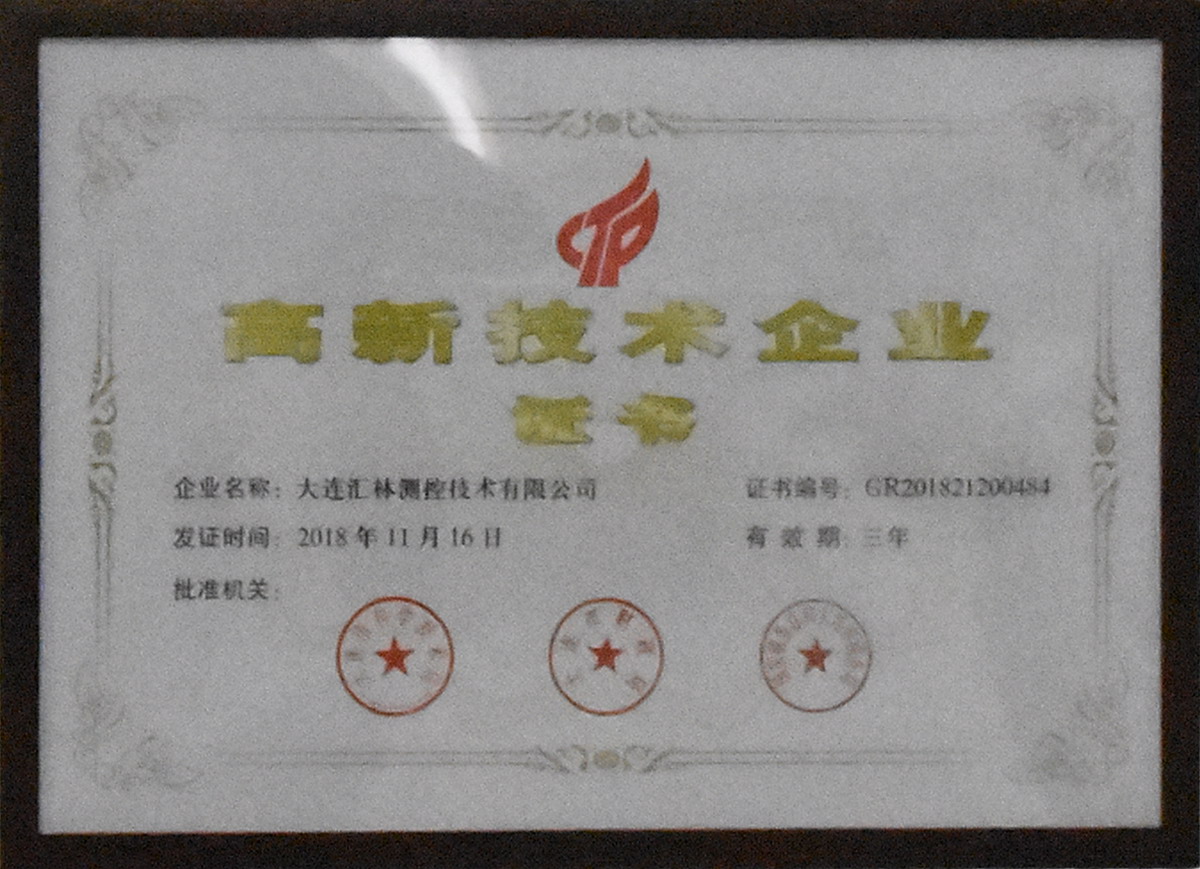 高新技术企业
证书
企业名称：大连汇林测控技术有限公司 证书编号：GR201821200484
发证时间：2018年11月16日 有效期：三年
批准机关：